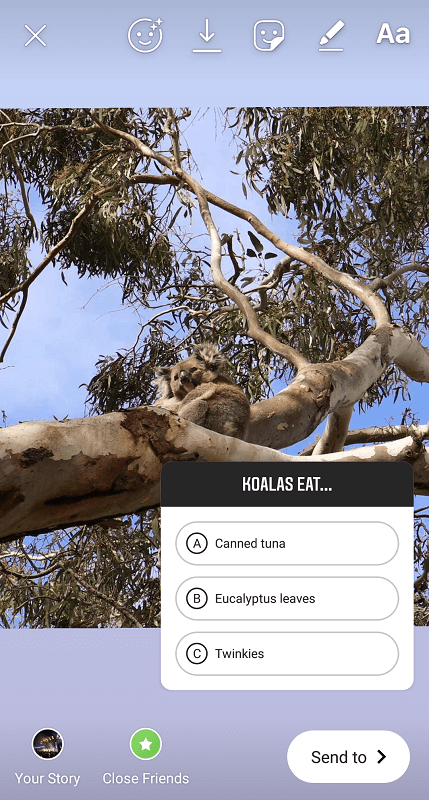 Aa
KOALAS EAT...
A Canned tuna
B Eucalyptus leaves
C Twinkies
Your Story
Close Friends
Send to